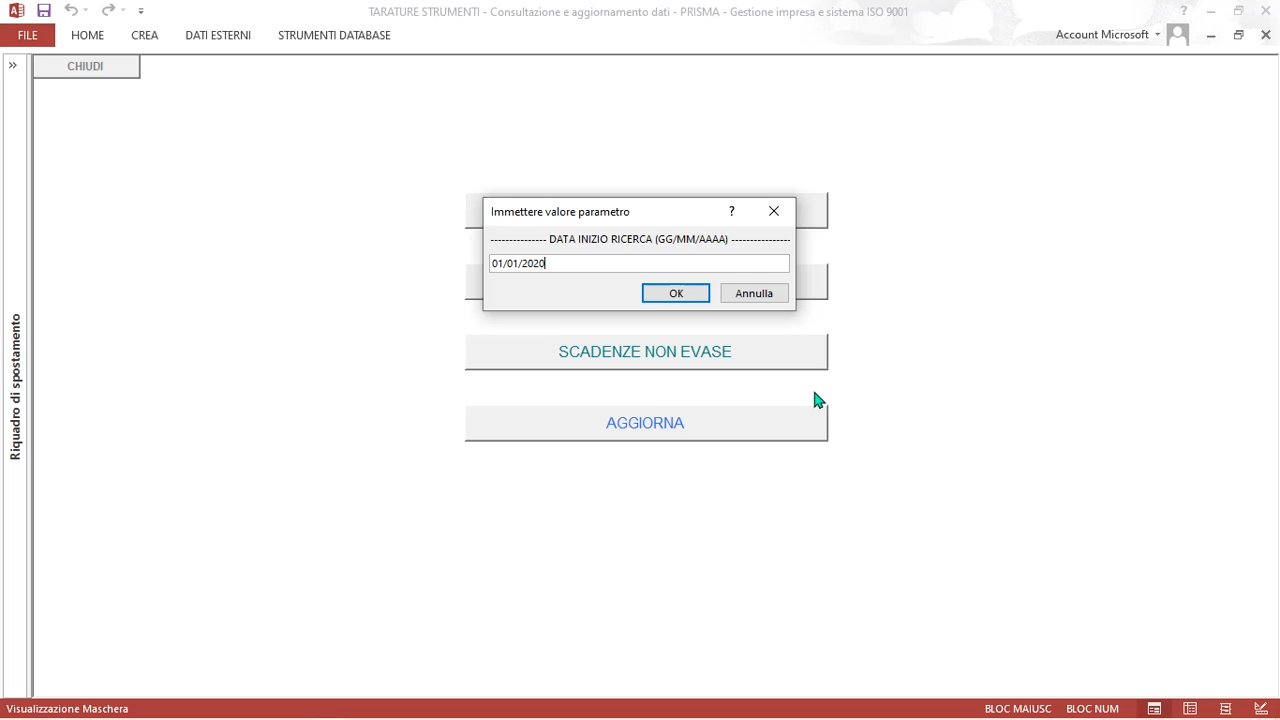 TARATURE STRUMENTI - Consultazione e aggiornamento dati - PRISMA - Gestione impresa e sistema ISO 9001
?
FILE HOME CREA DATI ESTERNI STRUMENTI DATABASE
Account Microsoft
CHIUDI
Immettere valore parametro ?
--------------- DATA INIZIO RICERCA (GG/MM/AAAA) ----------------
01/01/2020
OK Annulla
SCADENZE NON EVASE
AGGIORNA
Riquadro di spostamento
Visualizzazione Maschera
BLOC MAIUSC BLOC NUM